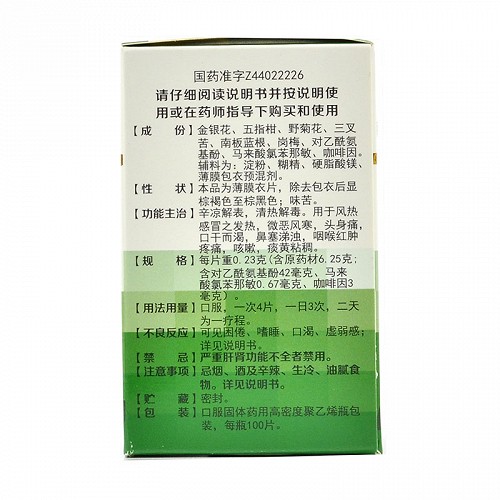 国药准字Z44022226
请仔细阅读说明书并按说明使
用或在药师指导下购买和使用
【成　份】金银花、五指柑、野菊花、三叉
苦、南板蓝根、岗梅、对乙酰氨
基酚、马来酸氯苯那敏、咖啡因。
辅料为：淀粉、糊精、硬脂酸镁、
薄膜包衣预混剂。
【性　状】本品为薄膜衣片，除去包衣后显
棕褐色至棕黑色；味苦。
【功能主治】辛凉解表，清热解毒。用于风热
感冒之发热，微恶风寒，头身痛，
口干而渴，鼻塞涕浊，咽喉红肿
疼痛，咳嗽，痰黄粘稠。
【规　格】每片重0.23克(含原药材6.25克；
含对乙酰氨基酚42毫克、马来
酸氯苯那敏0.67毫克、咖啡因3
毫克）。
【用法用量】口服，一次4片，一日3次，二天
为一疗程。
【不良反应】可见困倦、嗜睡、口渴、虚弱感；
详见说明书。
【禁　忌】严重肝肾功能不全者禁用。
【注意事项】忌烟、酒及辛辣、生冷、油腻食
物。详见说明书。
【贮　藏】密封。
【包　装】口服固体药用高密度聚乙烯瓶包
装，每瓶100片。